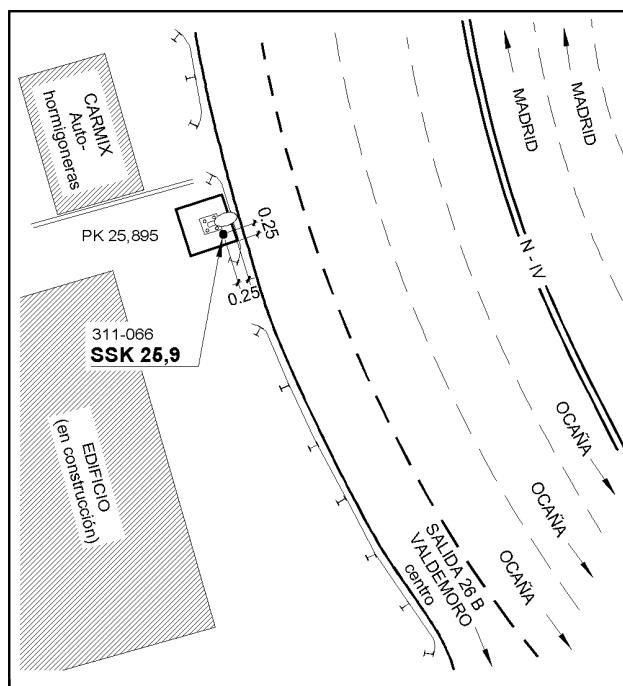 CARMIX
Auto-
hormigoneras
MADRID
MADRID
N - IV
PK 25,895
0.25
0.25
311-066
SSK 25,9
EDIFICIO
(en construcción)
OCAÑA
OCAÑA
OCAÑA
SALIDA 26 B
VALDEMORO
centro